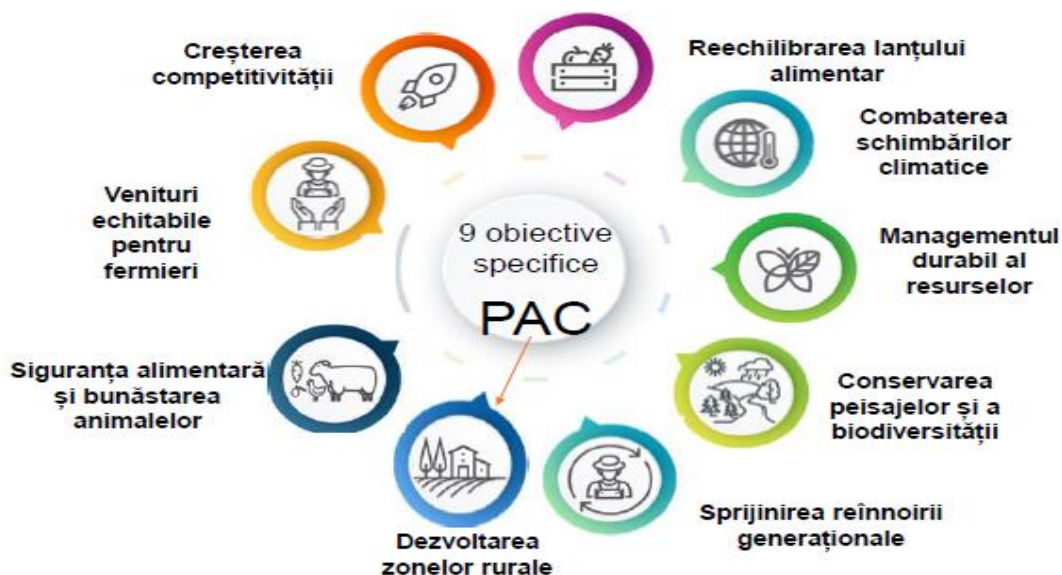 Creșterea
competitivității
Reechilibrarea lanțului
alimentar
Combaterea
schimbărilor
climatice
Managementul
durabil al
resurselor
Conservarea
peisajelor și a
biodiversității
Sprijinirea reînnoirii
generaționale
Dezvoltarea
zonelor rurale
Siguranța alimentară
și bunăstarea
animalelor
Venituri
echitabile
pentru
fermieri
9 obiective
specifice
PAC